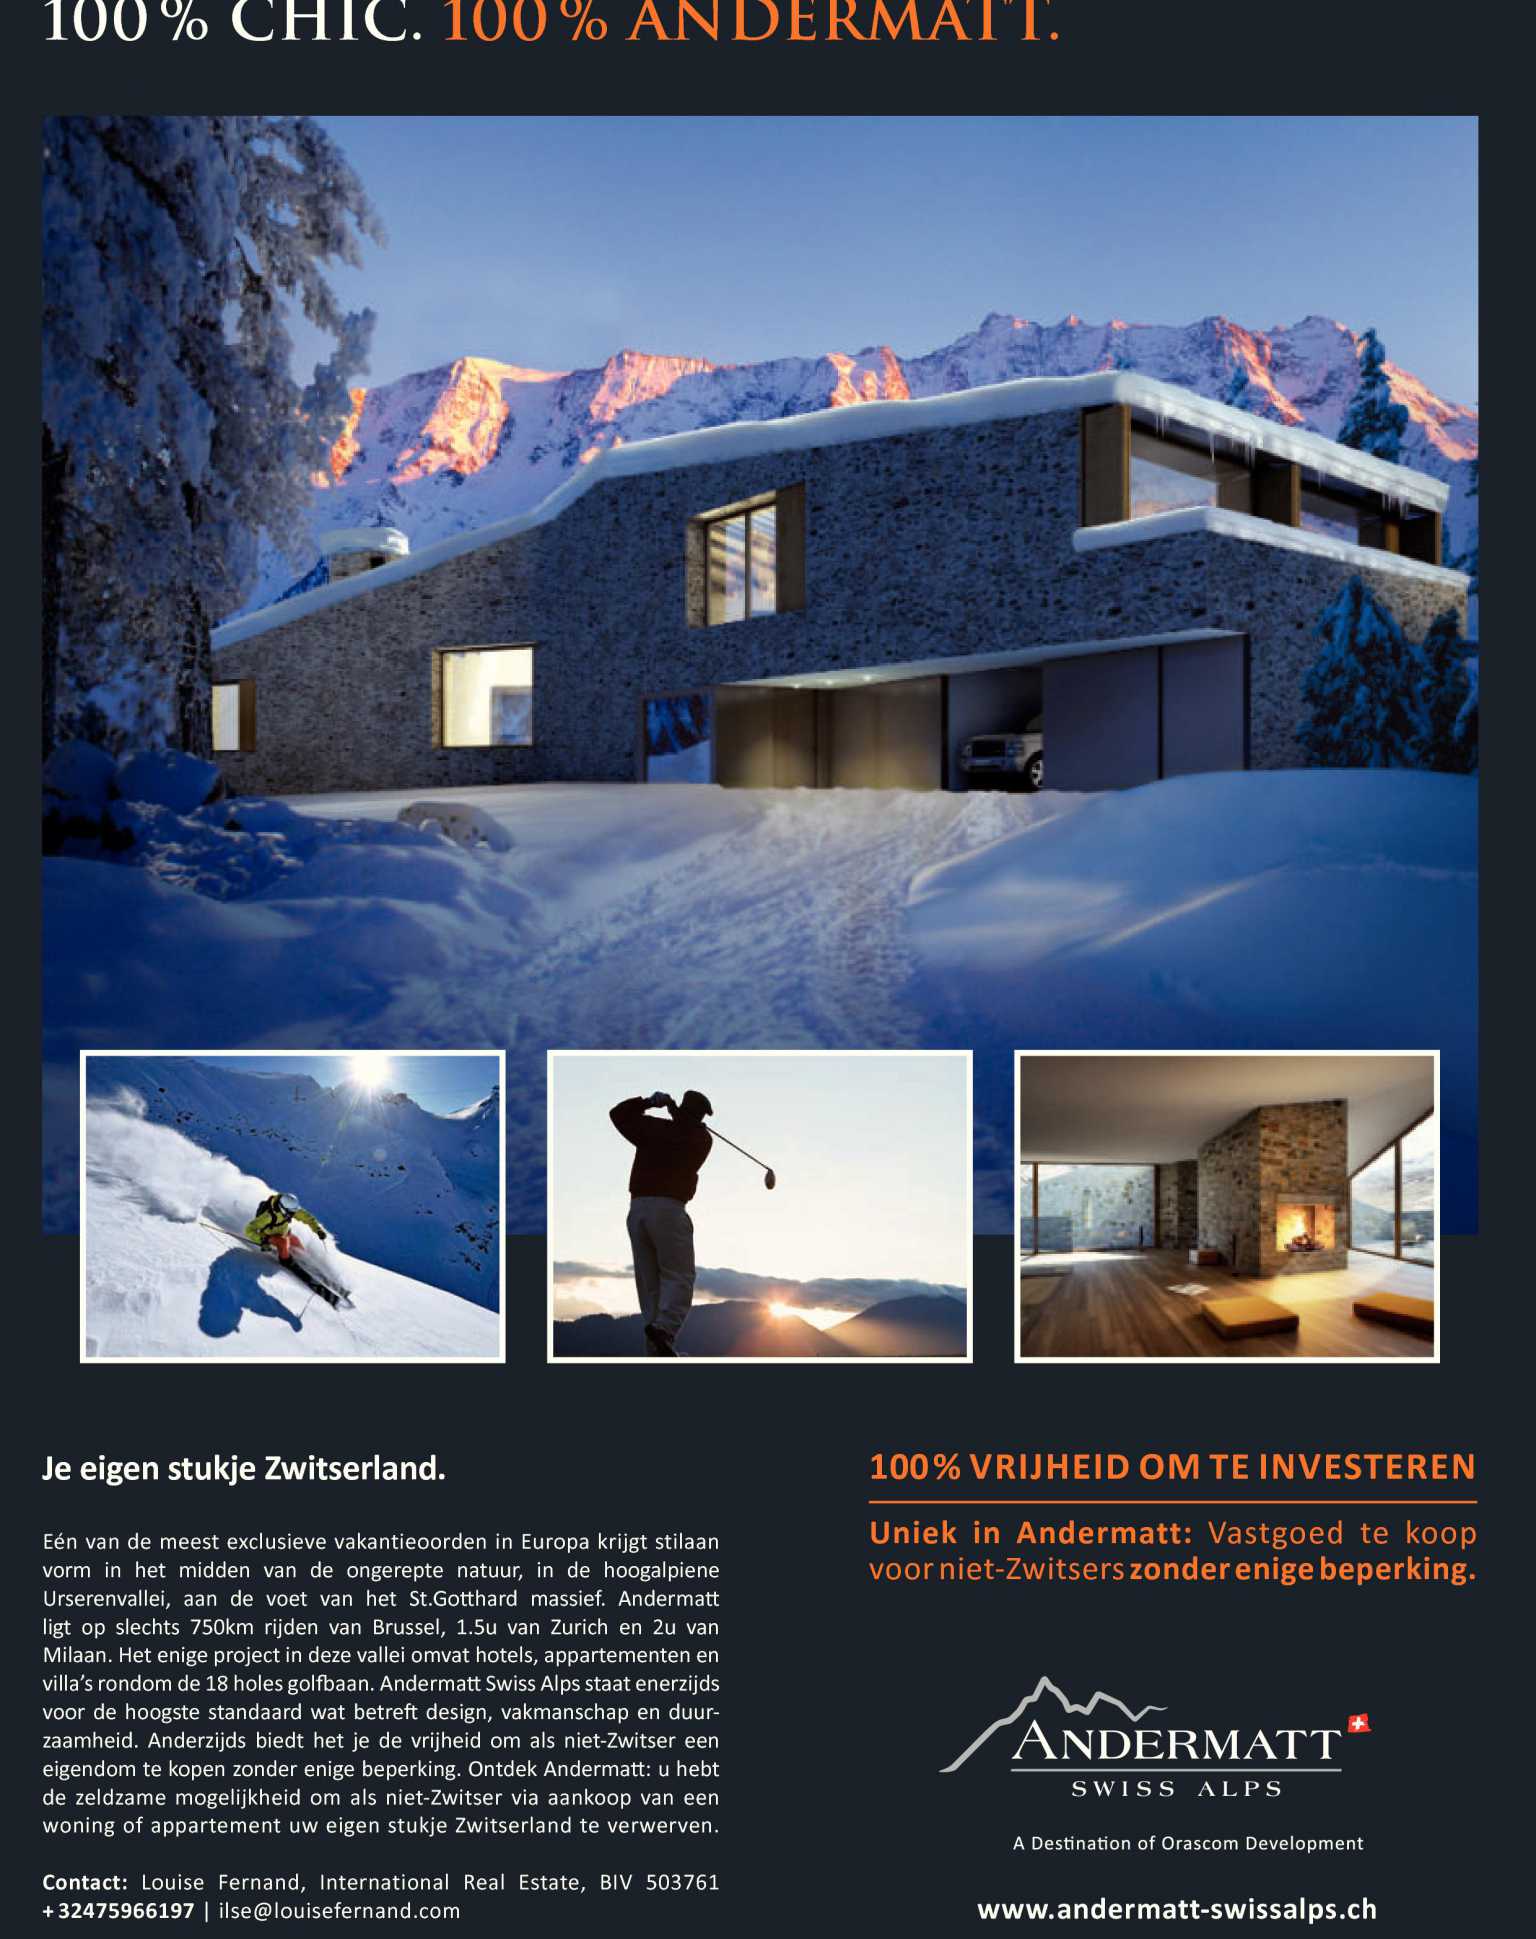 100 % CHIC. 100 % ANDERMATT.
Je eigen stukje Zwitserland.
Eén van de meest exclusieve vakantieoorden in Europa krijgt stilaan
vorm in het midden van de ongerepte natuur, in de hoogalpiene
Urserenvallei, aan de voet van het St.Gotthard massief. Andermatt
ligt op slechts 750km rijden van Brussel, 1.5u van Zurich en 2u van
Milaan. Het enige project in deze vallei omvat hotels, appartementen en
villa's rondom de 18 holes golfbaan. Andermatt Swiss Alps staat enerzijds
voor de hoogste standaard wat betreft design, vakmanschap en duur-
zaamheid. Anderzijds biedt het je de vrijheid om als niet-Zwitser een
eigendom te kopen zonder enige beperking. Ontdek Andermatt: u hebt
de zeldzame mogelijkheid om als niet-Zwitser via aankoop van een
woning of appartement uw eigen stukje Zwitserland te verwerven.
Contact: Louise Fernand, International Real Estate, BIV 503761
+ 32475966197 | ilse@louisefernand.com
100% VRIJHEID OM TE INVESTEREN
Uniek in Andermatt: Vastgoed te koop
voor niet-Zwitsers zonder enige beperking.
ANDERMATT
SWISS ALPS
A Destination of Orascom Development
www.andermatt-swissalps.ch